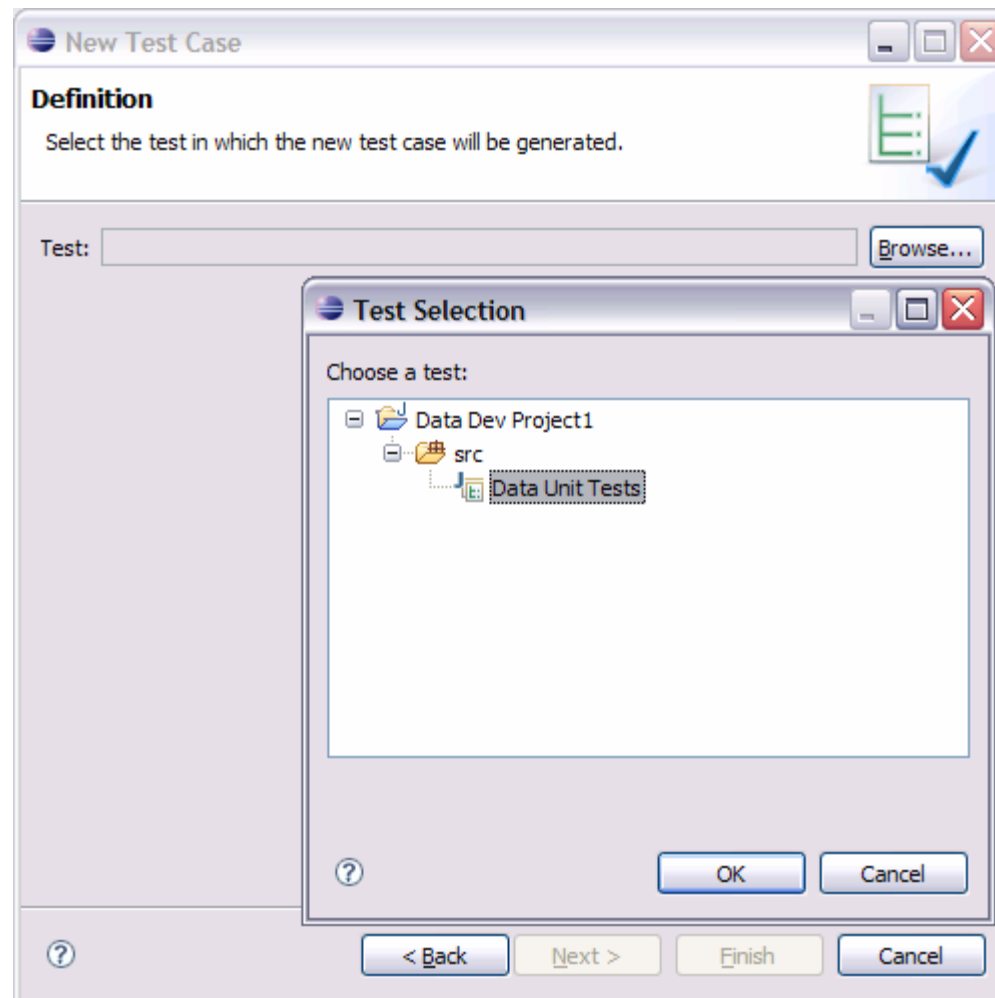 New Test Case
Definition
Select the test in which the new test case will be generated.
Test:
Browse...
Test Selection
Choose a test:
Data Dev Project1
src
Data Unit Tests
OK
Cancel
< Back
Next >
Finish
Cancel